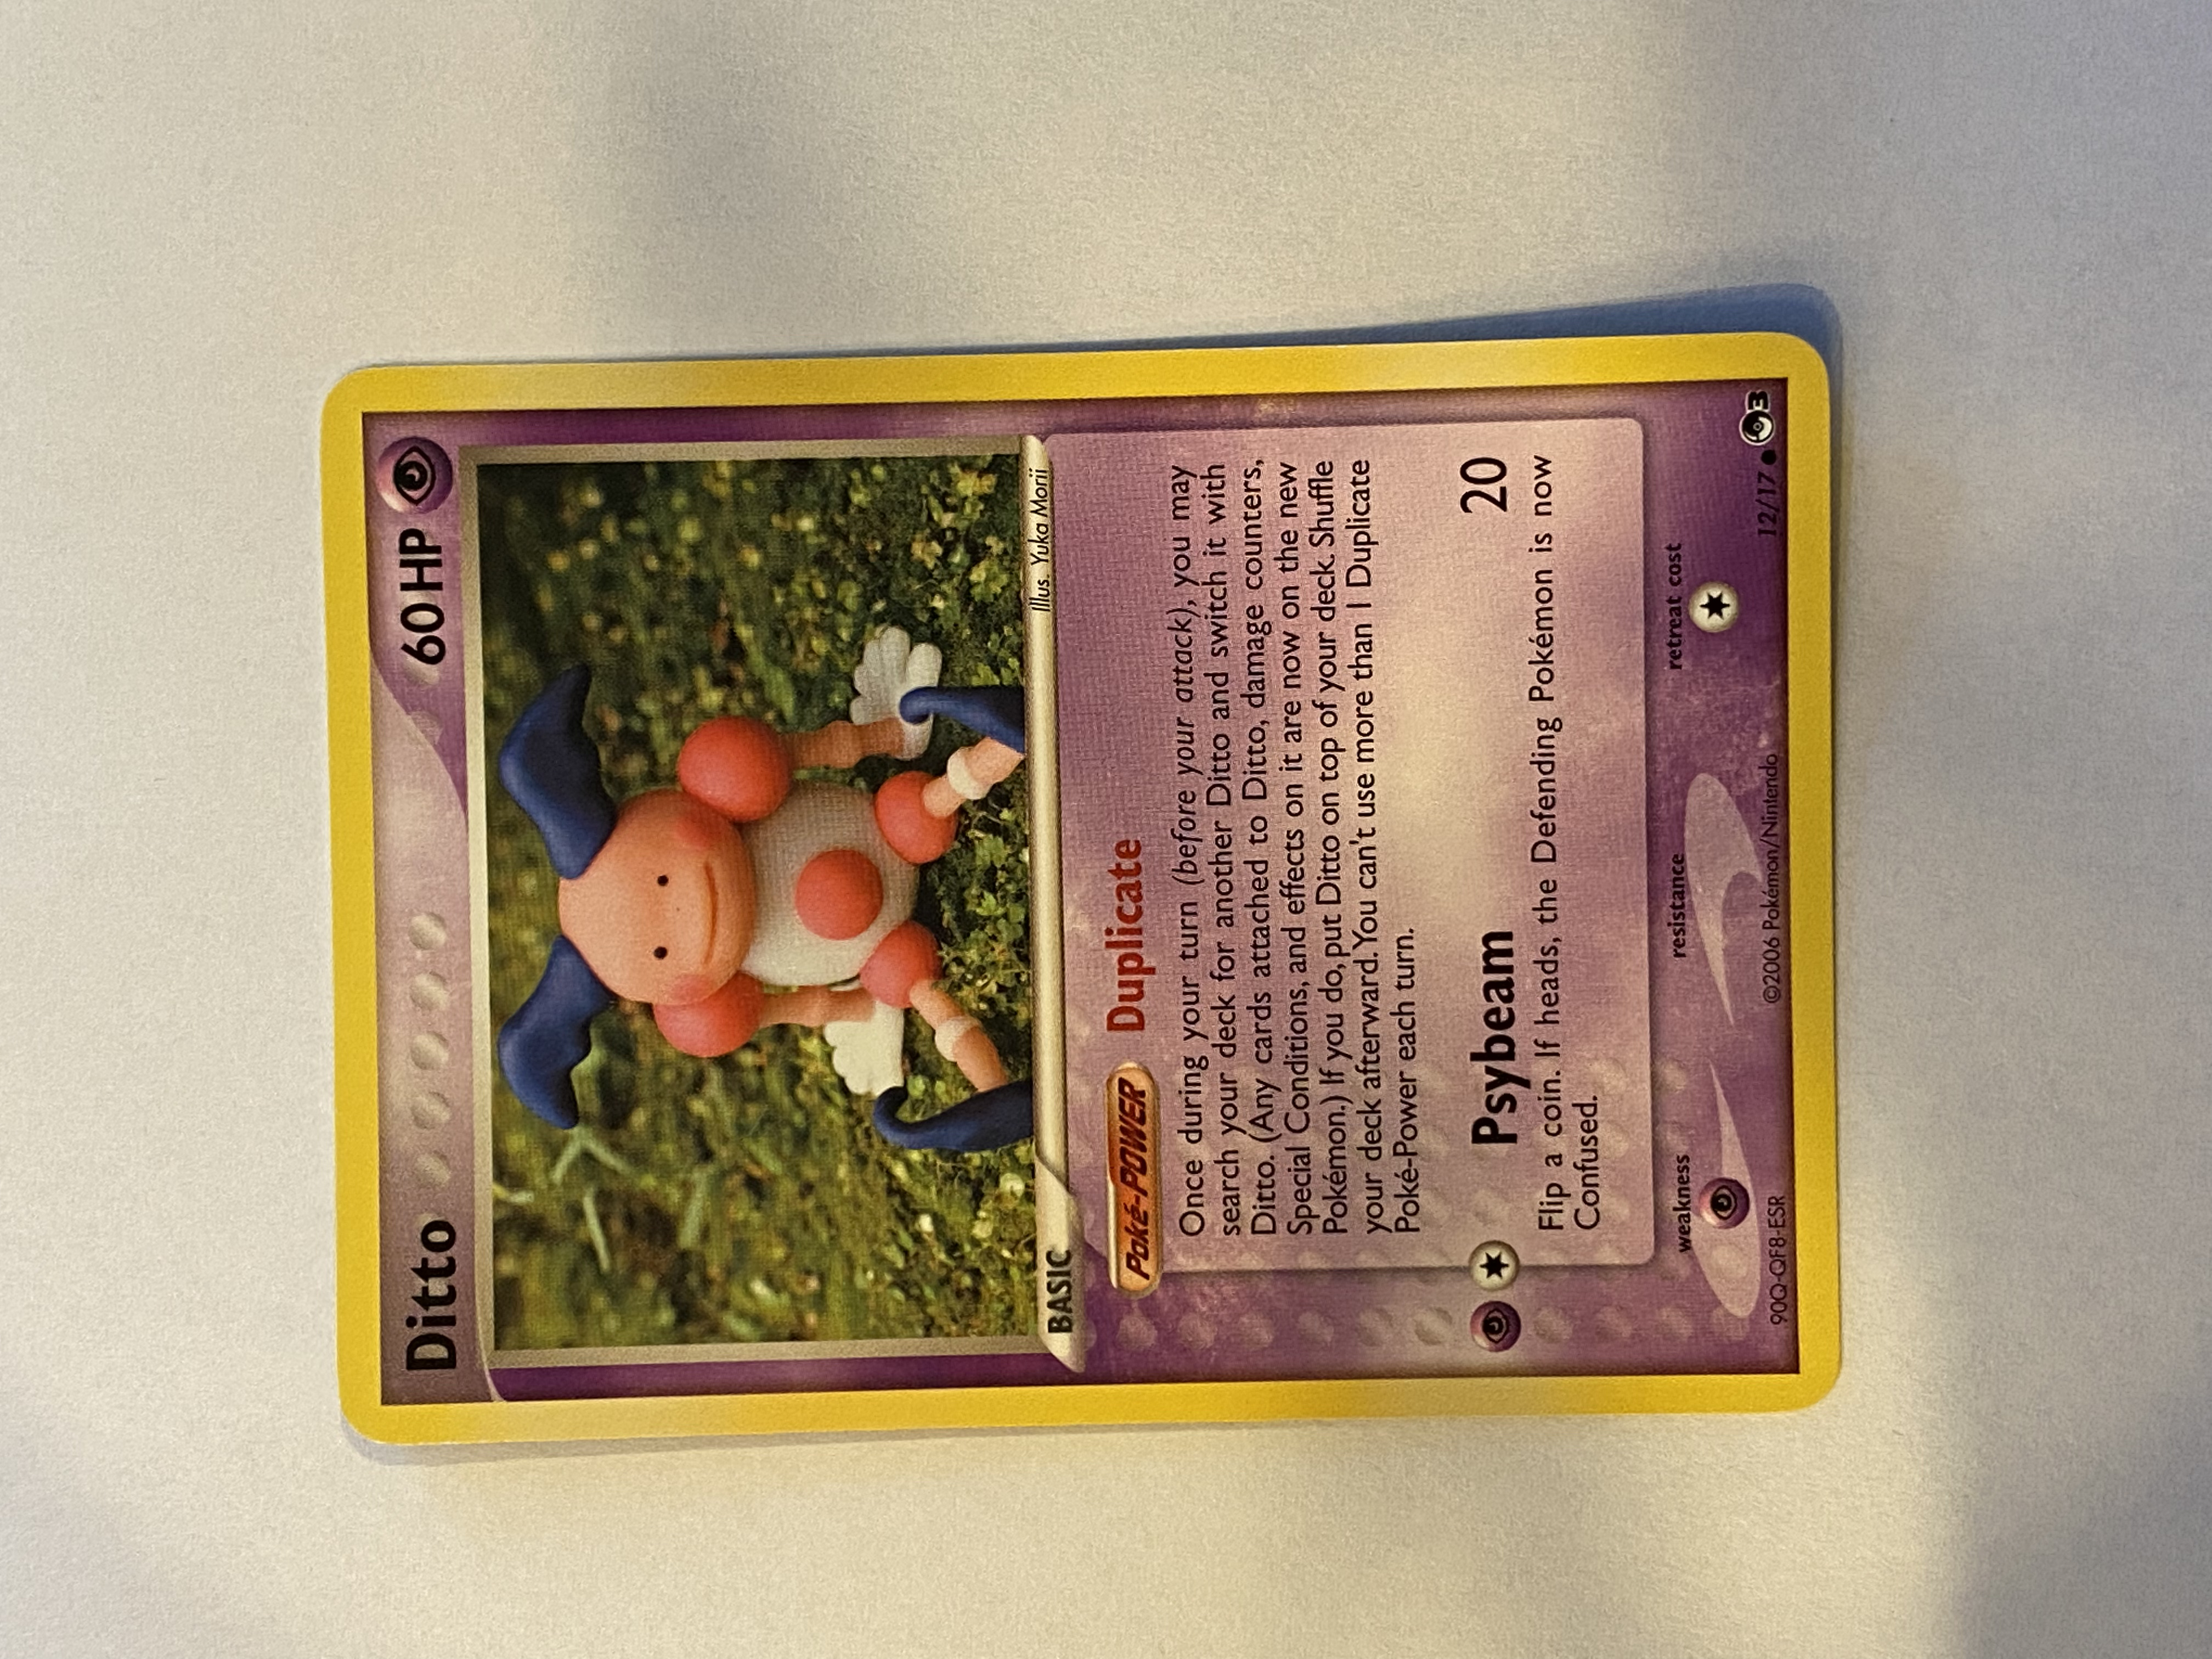 Ditto 60 HP
BASIC
Illus. Yuka Morii
Poké-POWER Duplicate
Once during your turn (before your attack), you may
search your deck for another Ditto and switch it with
Ditto. (Any cards attached to Ditto, damage counters,
Special Conditions, and effects on it are now on the new
Pokémon.) If you do, put Ditto on top of your deck. Shuffle
your deck afterward. You can't use more than 1 Duplicate
Poké-Power each turn.
Psybeam 20
Flip a coin. If heads, the Defending Pokémon is now
Confused.
weakness resistance retreat cost
90Q-QF8-ESR ©2006 Pokémon/Nintendo 12/17 3